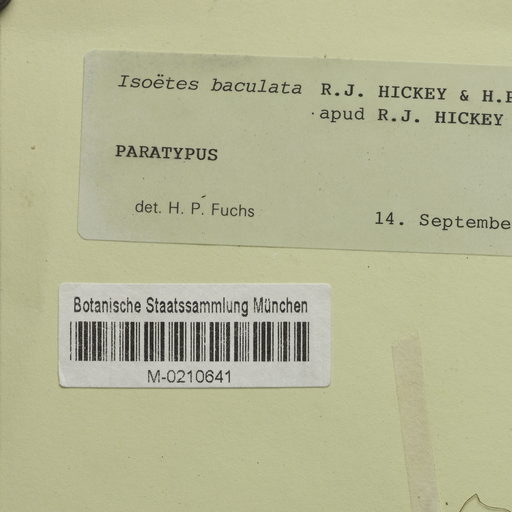 Isoëtes baculata R.J. HICKEY & H.P
apud R.J. HICKEY
PARATYPUS
det. H. P. Fuchs
14. Septembe
Botanische Staatssammlung München
M-0210641